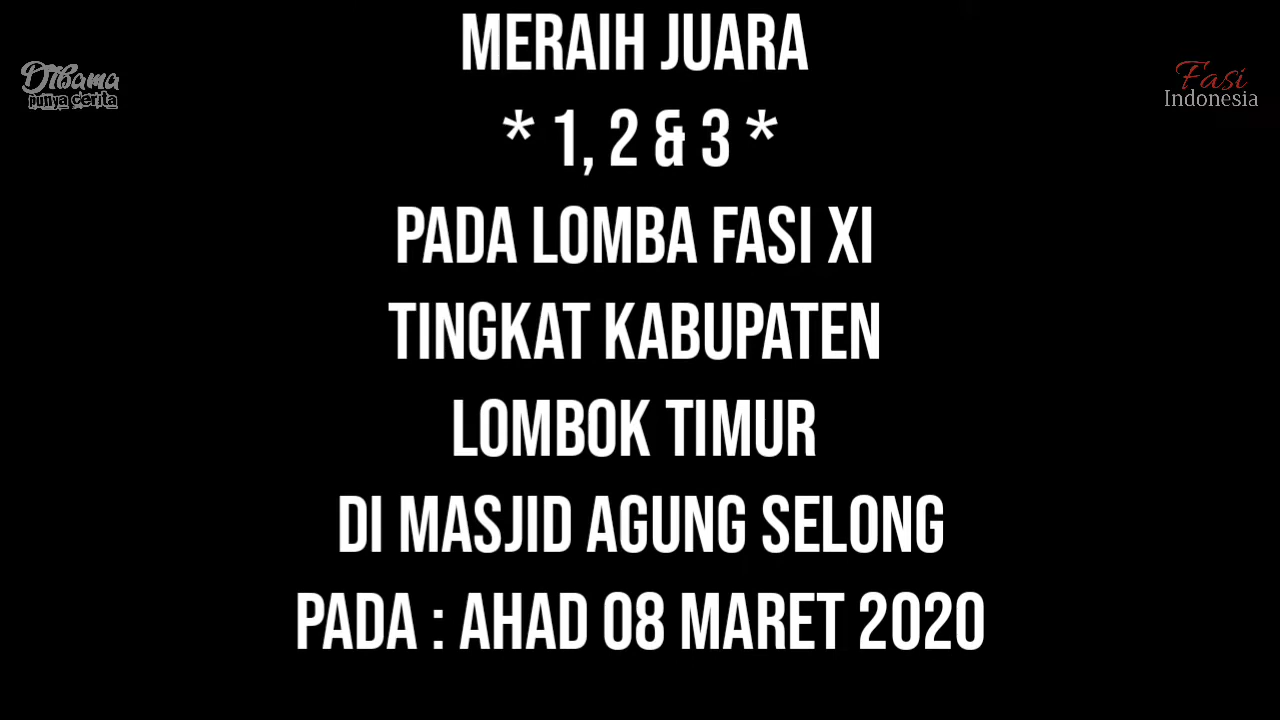 MERAIH JUARA
* 1, 2 & 3 *
PADA LOMBA FASI XI
TINGKAT KABUPATEN
LOMBOK TIMUR
DI MASJID AGUNG SELONG
PADA : AHAD 08 MARET 2020
Dibama
punya cerita
Fasi
Indonesia